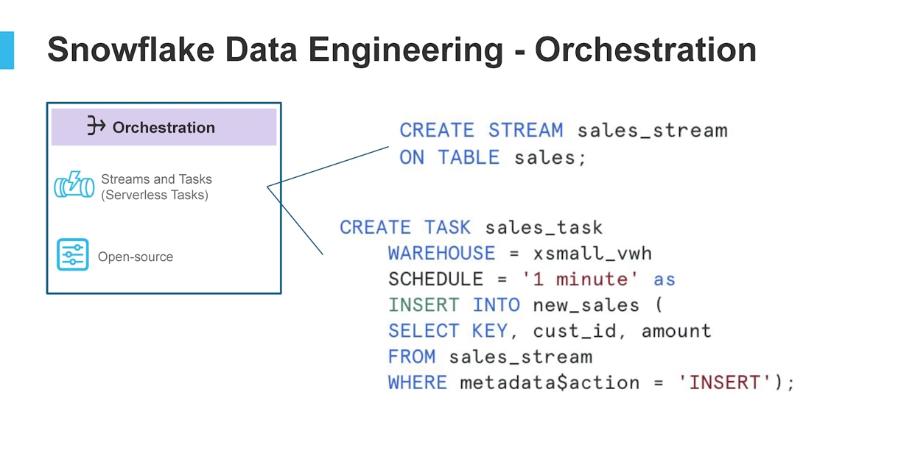 Snowflake Data Engineering - Orchestration
Orchestration
Streams and Tasks
(Serverless Tasks)
Open-source
CREATE STREAM sales_stream
ON TABLE sales;
CREATE TASK sales_task
WAREHOUSE = xsmall_vwh
SCHEDULE = '1 minute' as
INSERT INTO new_sales (
SELECT KEY, cust_id, amount
FROM sales_stream
WHERE metadata$action = 'INSERT');